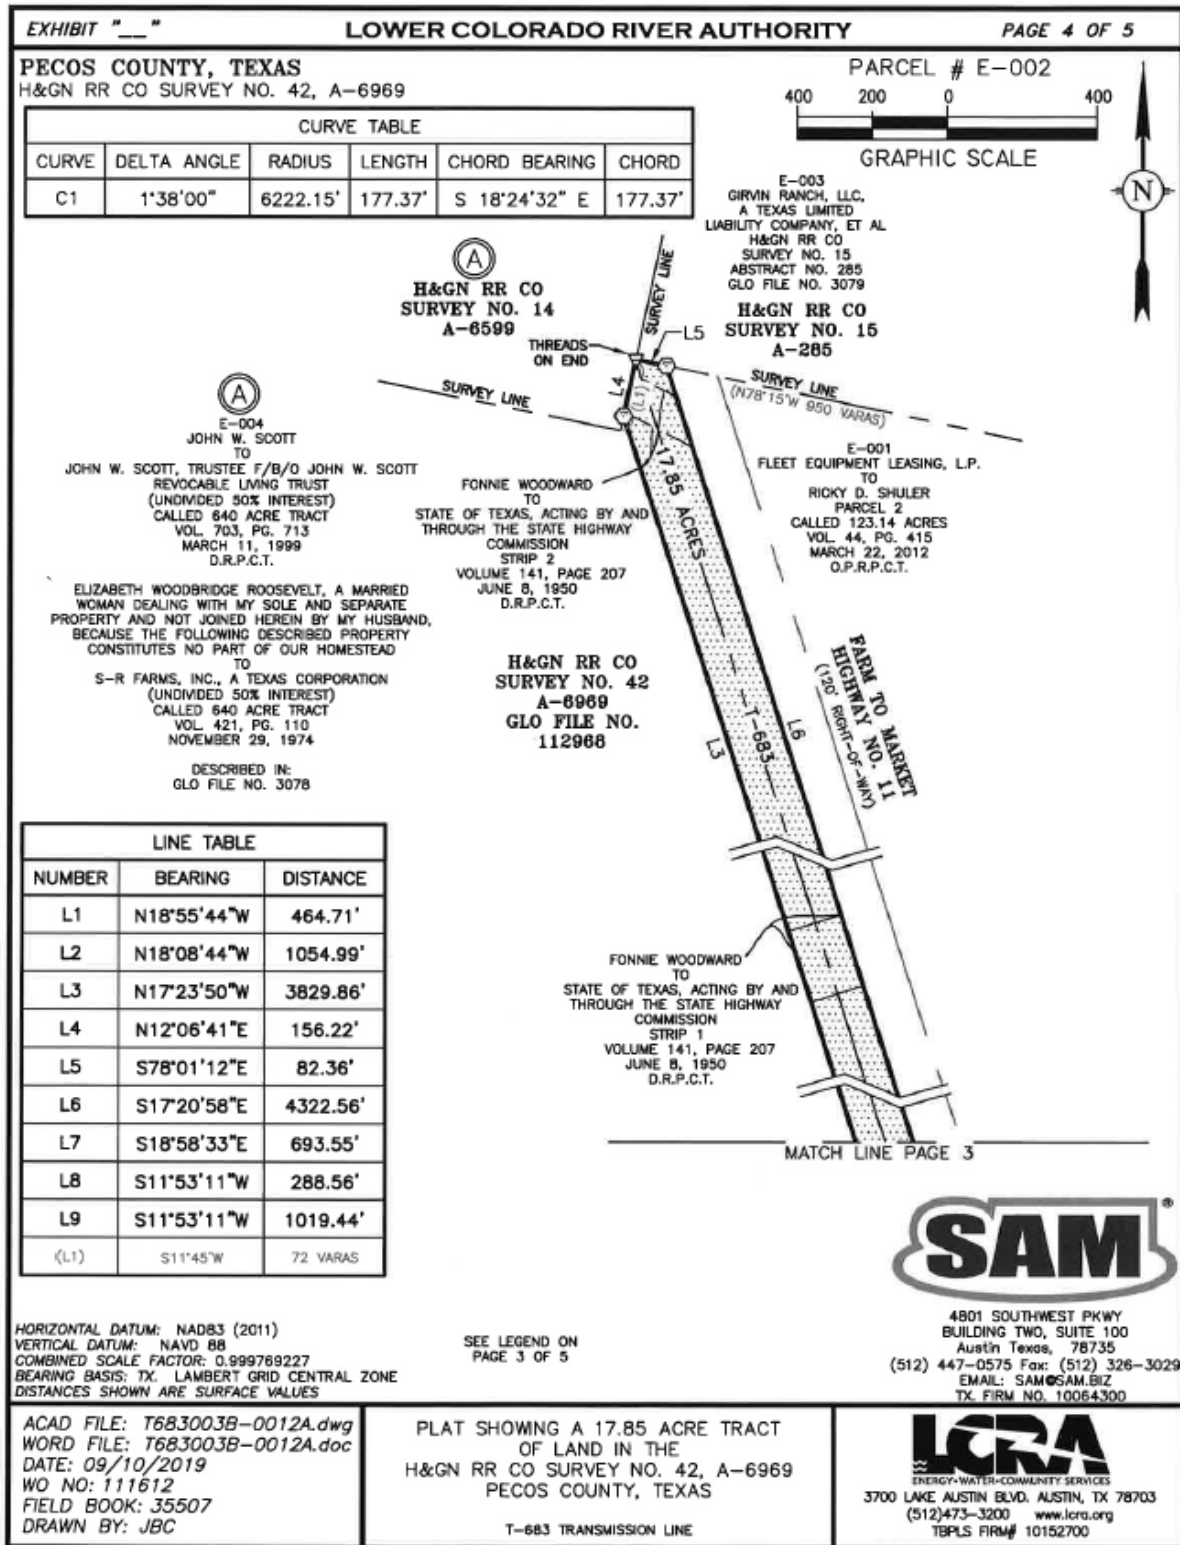 EXHIBIT "__"
LOWER COLORADO RIVER AUTHORITY
PAGE 4 OF 5
PECOS COUNTY, TEXAS
H&GN RR CO SURVEY NO. 42, A-6969
PARCEL # E-002
400 200 0 400
GRAPHIC SCALE
N
CURVE TABLE
CURVE DELTA ANGLE RADIUS LENGTH CHORD BEARING CHORD
C1 1°38'00" 6222.15' 177.37' S 18°24'32" E 177.37'
E-003
GIRVIN RANCH, LLC,
A TEXAS LIMITED
LIABILITY COMPANY, ET AL
H&GN RR CO
SURVEY NO. 15
ABSTRACT NO. 285
GLO FILE NO. 3079
H&GN RR CO
SURVEY NO. 15
A-285
A
H&GN RR CO
SURVEY NO. 14
A-6599
SURVEY LINE
THREADS
ON END
L5
L4
(L1)
SURVEY LINE
SURVEY LINE
(N78°15'W 950 VARAS)
A
E-004
JOHN W. SCOTT
TO
JOHN W. SCOTT, TRUSTEE F/B/O JOHN W. SCOTT
REVOCABLE LIVING TRUST
(UNDIVIDED 50% INTEREST)
CALLED 640 ACRE TRACT
VOL. 703, PG. 713
MARCH 11, 1999
D.R.P.C.T.
ELIZABETH WOODBRIDGE ROOSEVELT, A MARRIED
WOMAN DEALING WITH MY SOLE AND SEPARATE
PROPERTY AND NOT JOINED HEREIN BY MY HUSBAND,
BECAUSE THE FOLLOWING DESCRIBED PROPERTY
CONSTITUTES NO PART OF OUR HOMESTEAD
TO
S-R FARMS, INC., A TEXAS CORPORATION
(UNDIVIDED 50% INTEREST)
CALLED 640 ACRE TRACT
VOL. 421, PG. 110
NOVEMBER 29, 1974
DESCRIBED IN:
GLO FILE NO. 3078
FONNIE WOODWARD
TO
STATE OF TEXAS, ACTING BY AND
THROUGH THE STATE HIGHWAY
COMMISSION
STRIP 2
VOLUME 141, PAGE 207
JUNE 8, 1950
D.R.P.C.T.
17.85 ACRES
E-001
FLEET EQUIPMENT LEASING, L.P.
TO
RICKY D. SHULER
PARCEL 2
CALLED 123.14 ACRES
VOL. 44, PG. 415
MARCH 22, 2012
O.P.R.P.C.T.
H&GN RR CO
SURVEY NO. 42
A-6969
GLO FILE NO.
112968
L3
T-683
L6
FARM TO MARKET
HIGHWAY NO. 11
(120' RIGHT-OF-WAY)
LINE TABLE
NUMBER BEARING DISTANCE
L1 N18°55'44"W 464.71'
L2 N18°08'44"W 1054.99'
L3 N17°23'50"W 3829.86'
L4 N12°06'41"E 156.22'
L5 S78°01'12"E 82.36'
L6 S17°20'58"E 4322.56'
L7 S18°58'33"E 693.55'
L8 S11°53'11"W 288.56'
L9 S11°53'11"W 1019.44'
(L1) S11°45'W 72 VARAS
FONNIE WOODWARD
TO
STATE OF TEXAS, ACTING BY AND
THROUGH THE STATE HIGHWAY
COMMISSION
STRIP 1
VOLUME 141, PAGE 207
JUNE 8, 1950
D.R.P.C.T.
MATCH LINE PAGE 3
SAM®
4801 SOUTHWEST PKWY
BUILDING TWO, SUITE 100
Austin Texas, 78735
(512) 447-0575 Fax: (512) 326-3029
EMAIL: SAM@SAM.BIZ
TX. FIRM NO. 10064300
HORIZONTAL DATUM: NAD83 (2011)
VERTICAL DATUM: NAVD 88
COMBINED SCALE FACTOR: 0.999769227
BEARING BASIS: TX. LAMBERT GRID CENTRAL ZONE
DISTANCES SHOWN ARE SURFACE VALUES
SEE LEGEND ON
PAGE 3 OF 5
ACAD FILE: T683003B-0012A.dwg
WORD FILE: T683003B-0012A.doc
DATE: 09/10/2019
WO NO: 111612
FIELD BOOK: 35507
DRAWN BY: JBC
PLAT SHOWING A 17.85 ACRE TRACT
OF LAND IN THE
H&GN RR CO SURVEY NO. 42, A-6969
PECOS COUNTY, TEXAS
T-683 TRANSMISSION LINE
LCRA
ENERGY•WATER•COMMUNITY SERVICES
3700 LAKE AUSTIN BLVD. AUSTIN, TX 78703
(512)473-3200 www.lcra.org
TBPLS FIRM# 10152700